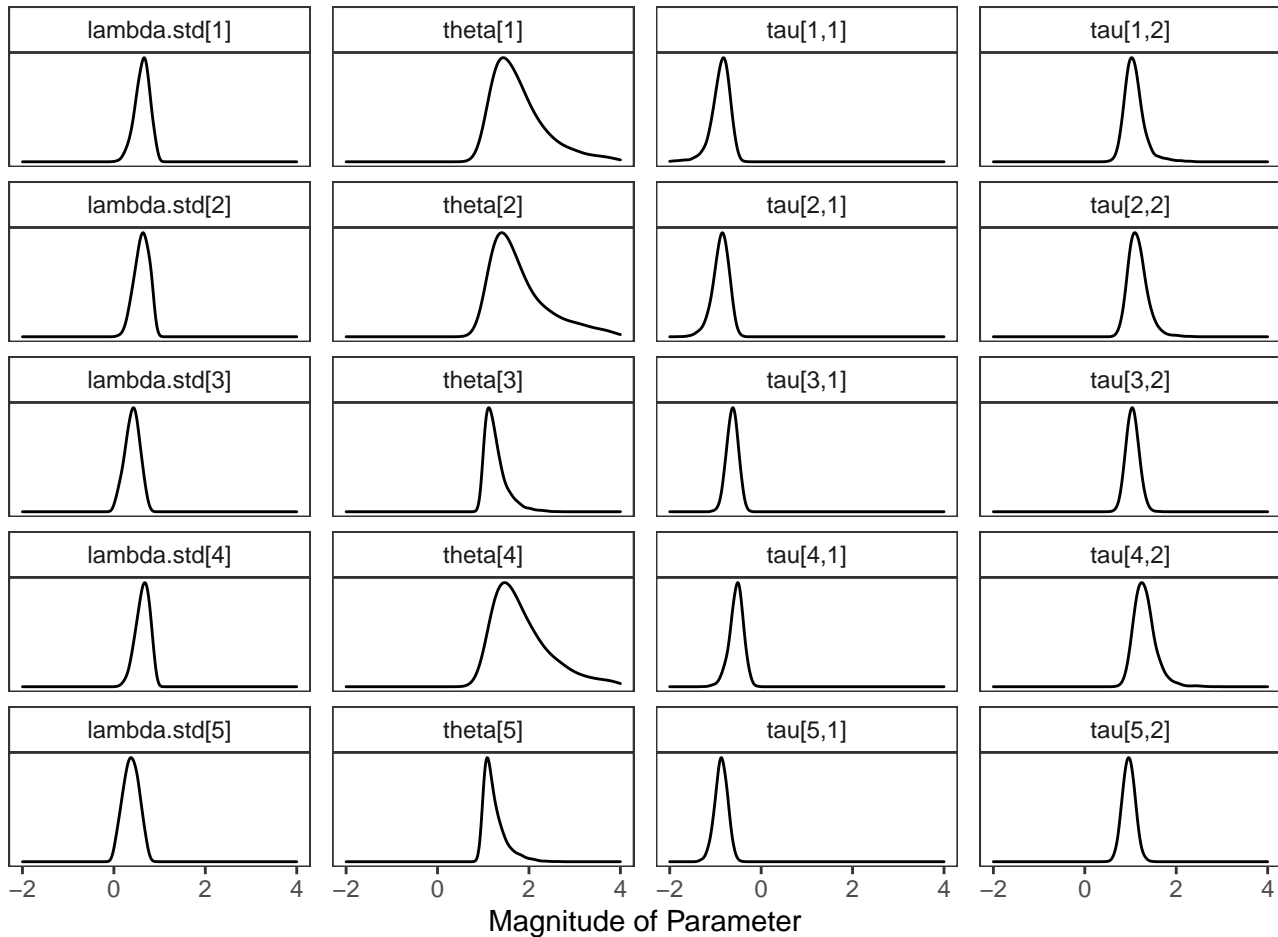 lambda.std[1] theta[1] tau[1,1] tau[1,2]
lambda.std[2] theta[2] tau[2,1] tau[2,2]
lambda.std[3] theta[3] tau[3,1] tau[3,2]
lambda.std[4] theta[4] tau[4,1] tau[4,2]
lambda.std[5] theta[5] tau[5,1] tau[5,2]
−2 0 2 4 −2 0 2 4 −2 0 2 4 −2 0 2 4
Magnitude of Parameter